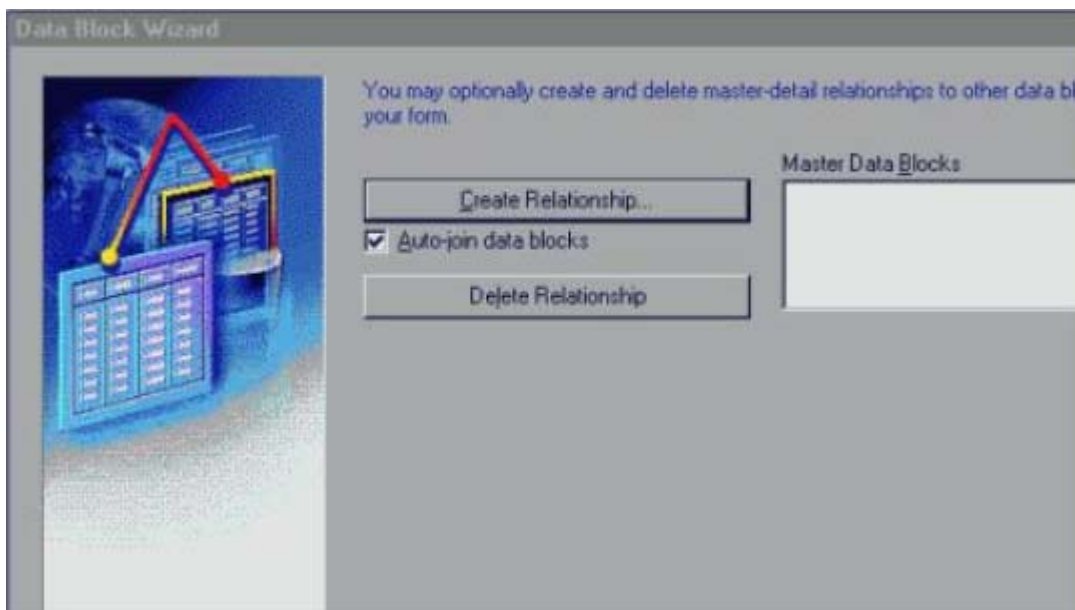 Data Block Wizard
You may optionally create and delete master-detail relationships to other data bl
your form.
Master Data Blocks
Create Relationship...
Auto-join data blocks
Delete Relationship